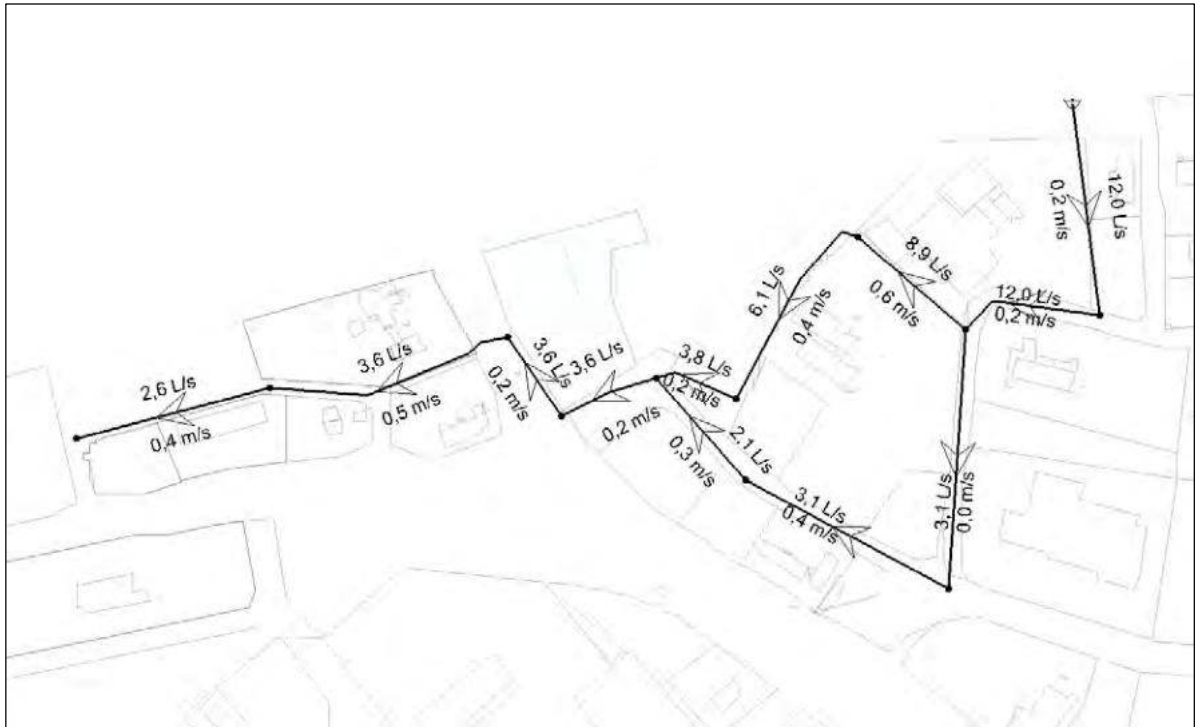 12,0 L/s
0,2 m/s
8,9 L/s
0,6 m/s
12,0 L/s
0,2 m/s
6,1 L/s
0,4 m/s
3,8 L/s
0,2 m/s
3,6 L/s
0,2 m/s
3,6 L/s
0,2 m/s
3,6 L/s
0,5 m/s
2,6 L/s
0,4 m/s
2,1 L/s
0,3 m/s
3,1 L/s
0,4 m/s
3,1 L/s
0,0 m/s